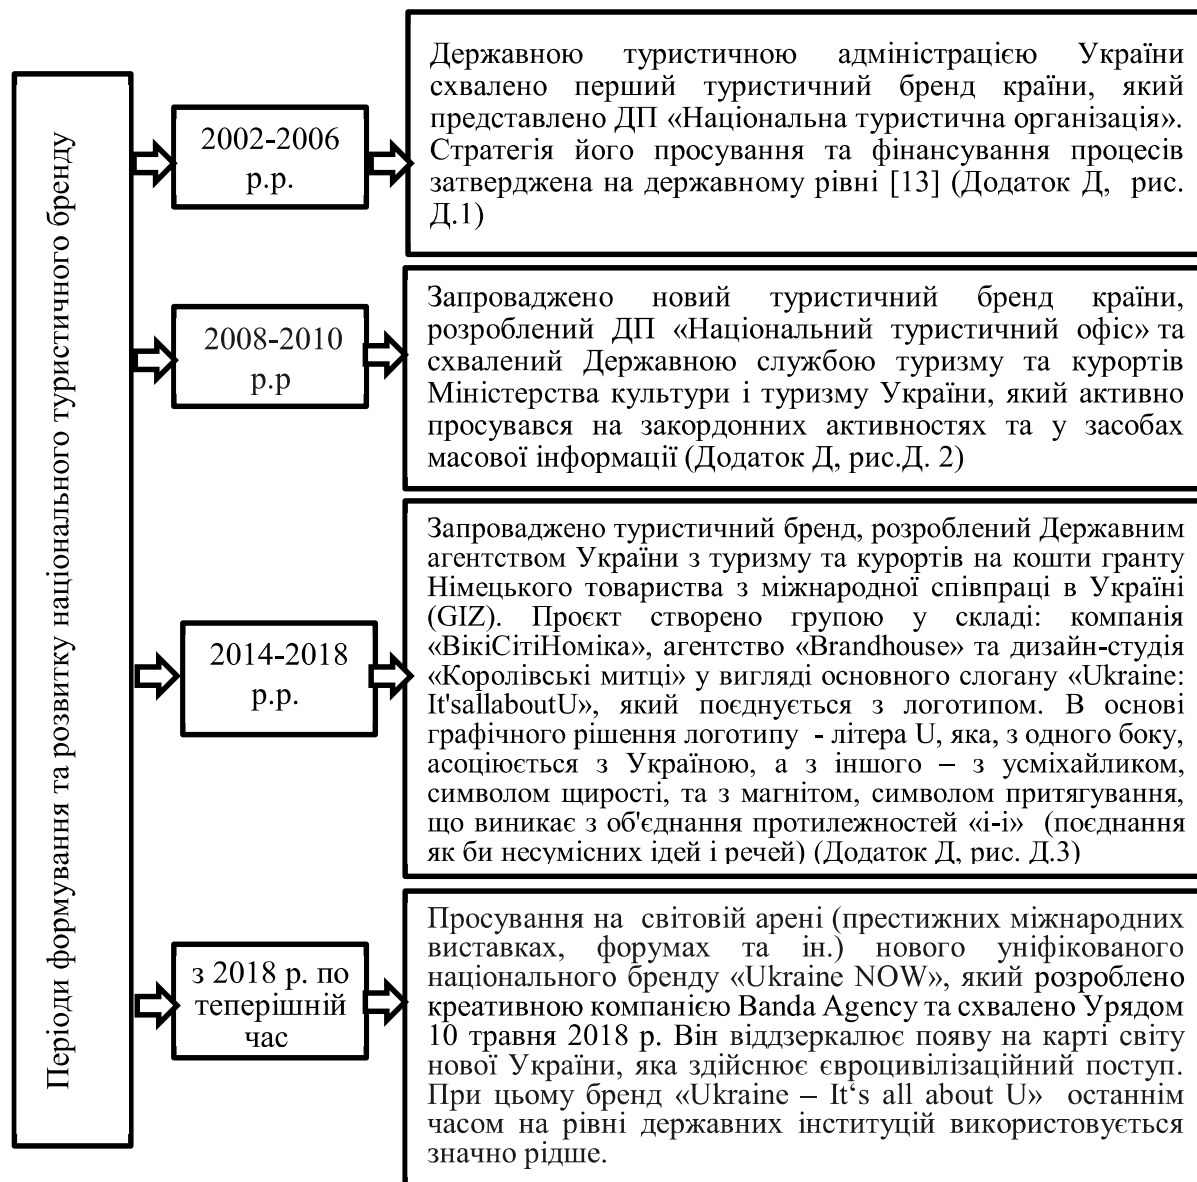 Періоди формування та розвитку національного туристичного бренду
2002-2006
р.р.
Державною туристичною адміністрацією України
схвалено перший туристичний бренд країни, який
представлено ДП «Національна туристична організація».
Стратегія його просування та фінансування процесів
затверджена на державному рівні [13] (Додаток Д, рис.
Д.1)
2008-2010
р.р
Запроваджено новий туристичний бренд країни,
розроблений ДП «Національний туристичний офіс» та
схвалений Державною службою туризму та курортів
Міністерства культури і туризму України, який активно
просувався на закордонних активностях та у засобах
масової інформації (Додаток Д, рис.Д. 2)
2014-2018
р.р.
Запроваджено туристичний бренд, розроблений Державним
агентством України з туризму та курортів на кошти гранту
Німецького товариства з міжнародної співпраці в Україні
(GIZ). Проєкт створено групою у складі: компанія
«ВікіСітіНоміка», агентство «Brandhouse» та дизайн-студія
«Королівські митці» у вигляді основного слогану «Ukraine:
It'sallaboutU», який поєднується з логотипом. В основі
графічного рішення логотипу - літера U, яка, з одного боку,
асоціюється з Україною, а з іншого – з усміхайликом,
символом щирості, та з магнітом, символом притягування,
що виникає з об'єднання протилежностей «і-і» (поєднання
як би несумісних ідей і речей) (Додаток Д, рис. Д.3)
з 2018 р. по
теперішній
час
Просування на світовій арені (престижних міжнародних
виставках, форумах та ін.) нового уніфікованого
національного бренду «Ukraine NOW», який розроблено
креативною компанією Banda Agency та схвалено Урядом
10 травня 2018 р. Він віддзеркалює появу на карті світу
нової України, яка здійснює євроцивілізаційний поступ.
При цьому бренд «Ukraine – It‘s all about U» останнім
часом на рівні державних інституцій використовується
значно рідше.